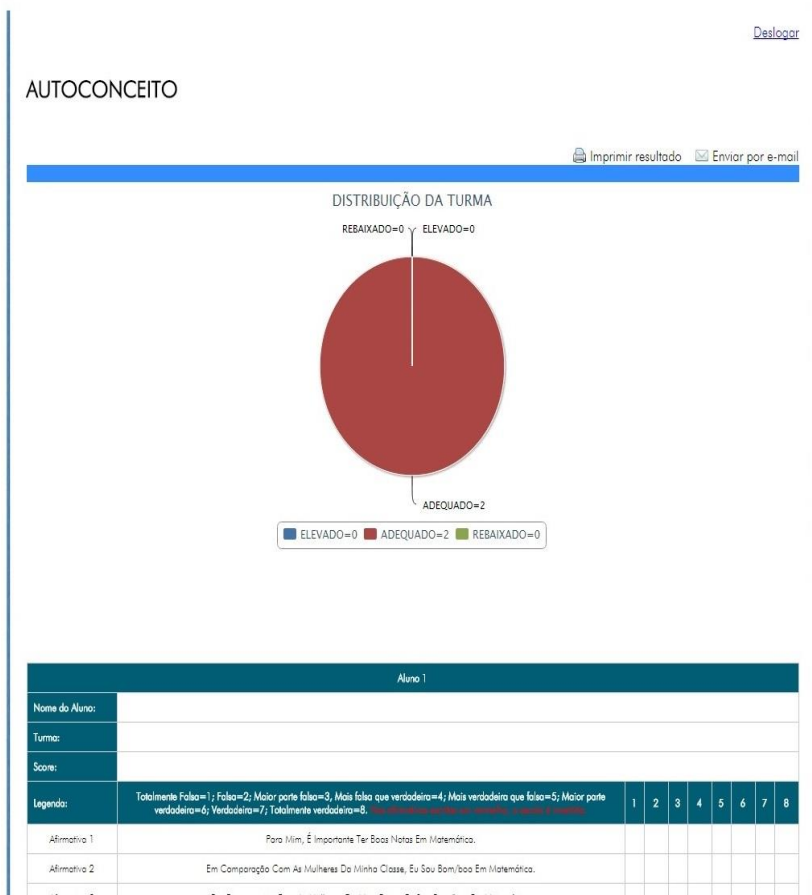 Deslogar
AUTOCONCEITO
Imprimir resultado Enviar por e-mail
DISTRIBUIÇÃO DA TURMA
REBAIXADO=0 ELEVADO=0
ADEQUADO=2
ELEVADO=0 ADEQUADO=2 REBAIXADO=0
Aluno 1
Nome do Aluno:
Turma:
Score:
Legenda: Totalmente Falsa=1; Falsa=2; Maior parte falsa=3, Mais falsa que verdadeira=4; Mais verdadeira que falsa=5; Maior parte
verdadeira=6; Verdadeira=7; Totalmente verdadeira=8. 1 2 3 4 5 6 7 8
Afirmativa 1 Para Mim, É Importante Ter Boas Notas Em Matemática.
Afirmativa 2 Em Comparação Com As Mulheres Da Minha Classe, Eu Sou Bom/boa Em Matemática.